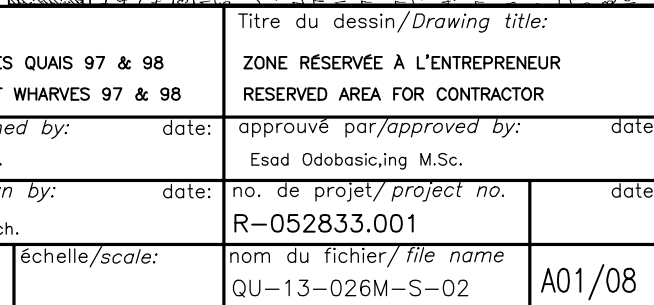 Titre du dessin/Drawing title:
QUAIS 97 & 98
ZONE RÉSERVÉE À L'ENTREPRENEUR
WHARVES 97 & 98
RESERVED AREA FOR CONTRACTOR
by: date:
approuvé par/approved by: date
Esad Odobasic,ing M.Sc.
by: date:
no. de projet/project no. date
R-052833.001
échelle/scale:
nom du fichier/file name
QU-13-026M-S-02
A01/08